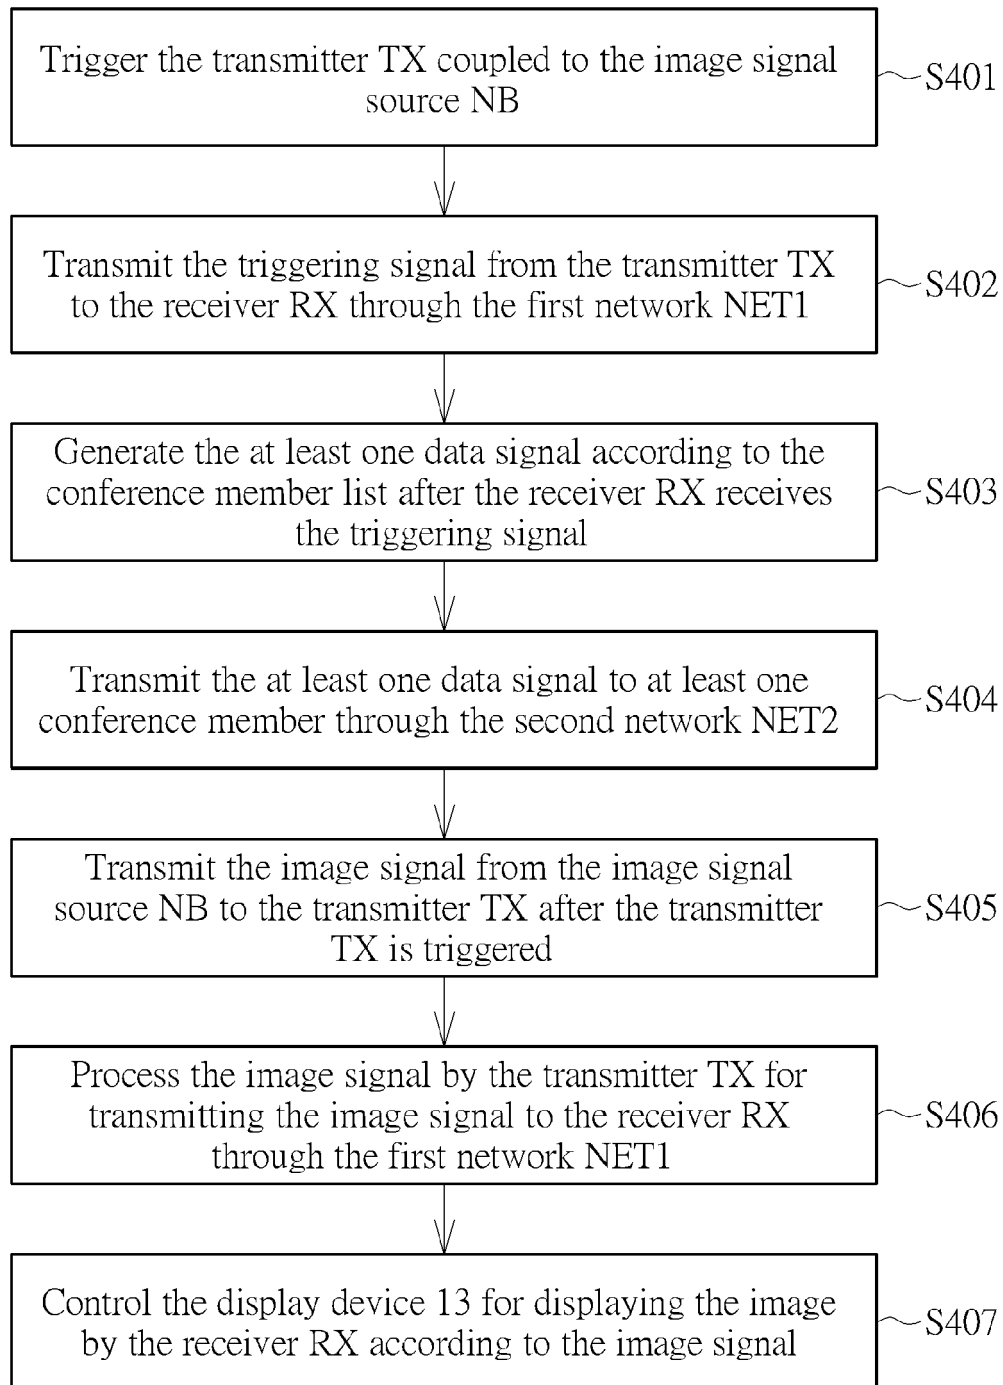 Trigger the transmitter TX coupled to the image signal
source NB
S401
Transmit the triggering signal from the transmitter TX
to the receiver RX through the first network NET1
S402
Generate the at least one data signal according to the
conference member list after the receiver RX receives
the triggering signal
S403
Transmit the at least one data signal to at least one
conference member through the second network NET2
S404
Transmit the image signal from the image signal
source NB to the transmitter TX after the transmitter
TX is triggered
S405
Process the image signal by the transmitter TX for
transmitting the image signal to the receiver RX
through the first network NET1
S406
Control the display device 13 for displaying the image
by the receiver RX according to the image signal
S407